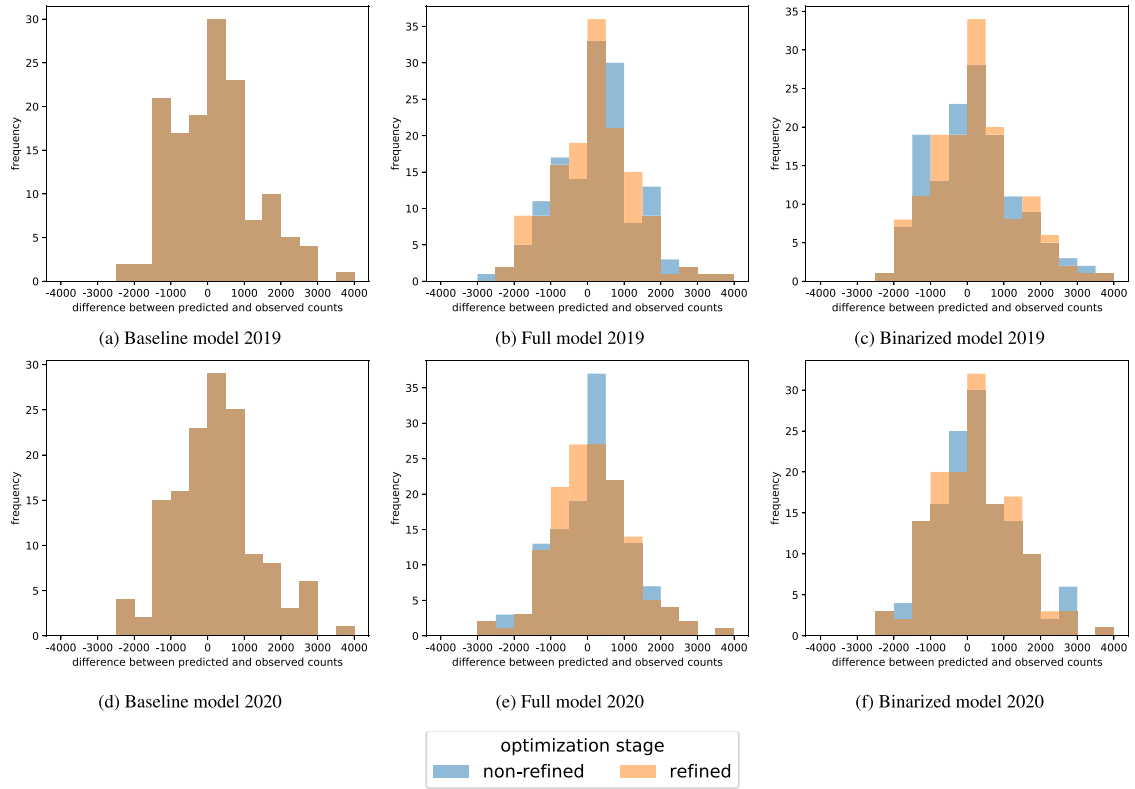 30
25
20
15
10
5
0
frequency
-4000 -3000 -2000 -1000 0 1000 2000 3000 4000
difference between predicted and observed counts
(a) Baseline model 2019
35
30
25
20
15
10
5
0
frequency
-4000 -3000 -2000 -1000 0 1000 2000 3000 4000
difference between predicted and observed counts
(b) Full model 2019
35
30
25
20
15
10
5
0
frequency
-4000 -3000 -2000 -1000 0 1000 2000 3000 4000
difference between predicted and observed counts
(c) Binarized model 2019
30
25
20
15
10
5
0
frequency
-4000 -3000 -2000 -1000 0 1000 2000 3000 4000
difference between predicted and observed counts
(d) Baseline model 2020
35
30
25
20
15
10
5
0
frequency
-4000 -3000 -2000 -1000 0 1000 2000 3000 4000
difference between predicted and observed counts
(e) Full model 2020
30
25
20
15
10
5
0
frequency
-4000 -3000 -2000 -1000 0 1000 2000 3000 4000
difference between predicted and observed counts
(f) Binarized model 2020
optimization stage
non-refined refined